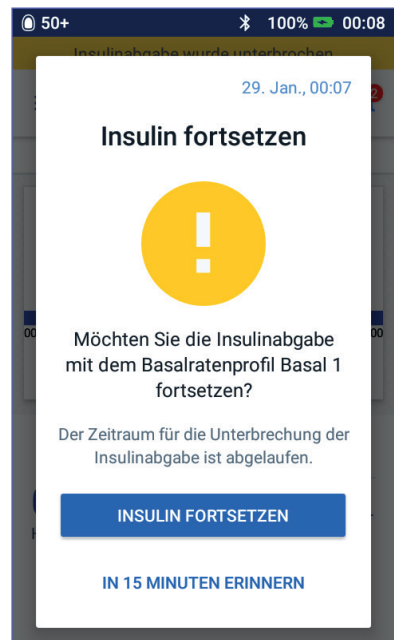 50+ 100% 00:08
Insulinabgabe wurde unterbrochen
29. Jan., 00:07
2
Insulin fortsetzen
Möchten Sie die Insulinabgabe
mit dem Basalratenprofil Basal 1
fortsetzen?
Der Zeitraum für die Unterbrechung der
Insulinabgabe ist abgelaufen.
INSULIN FORTSETZEN
IN 15 MINUTEN ERINNERN